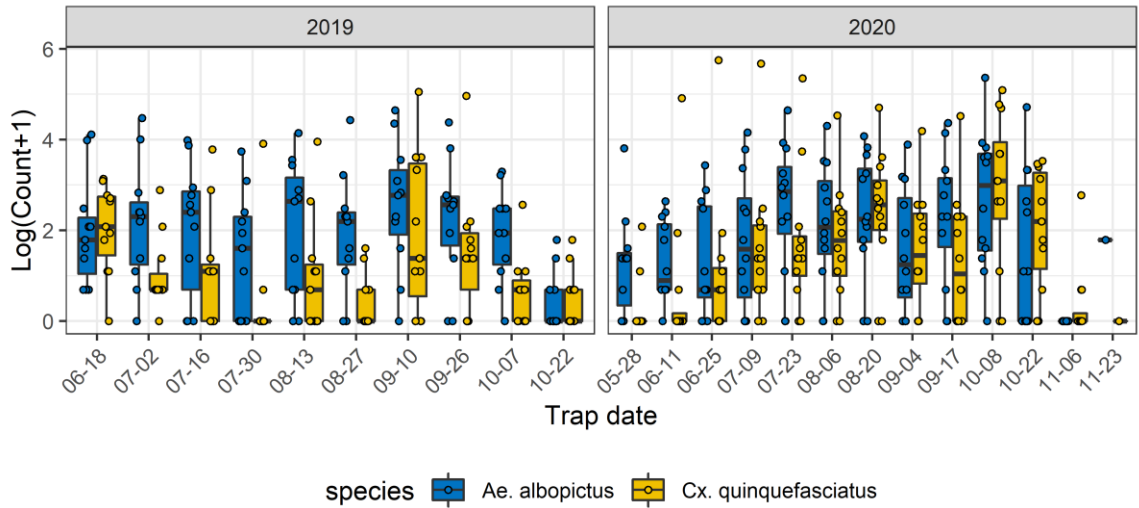 2019 2020
Log(Count+1)
6
4
2
0
06-18 07-02 07-16 07-30 08-13 08-27 09-10 09-26 10-07 10-22 05-28 06-11 06-25 07-09 07-23 08-06 08-20 09-04 09-17 10-08 10-22 11-06 11-23
Trap date
species Ae. albopictus Cx. quinquefasciatus